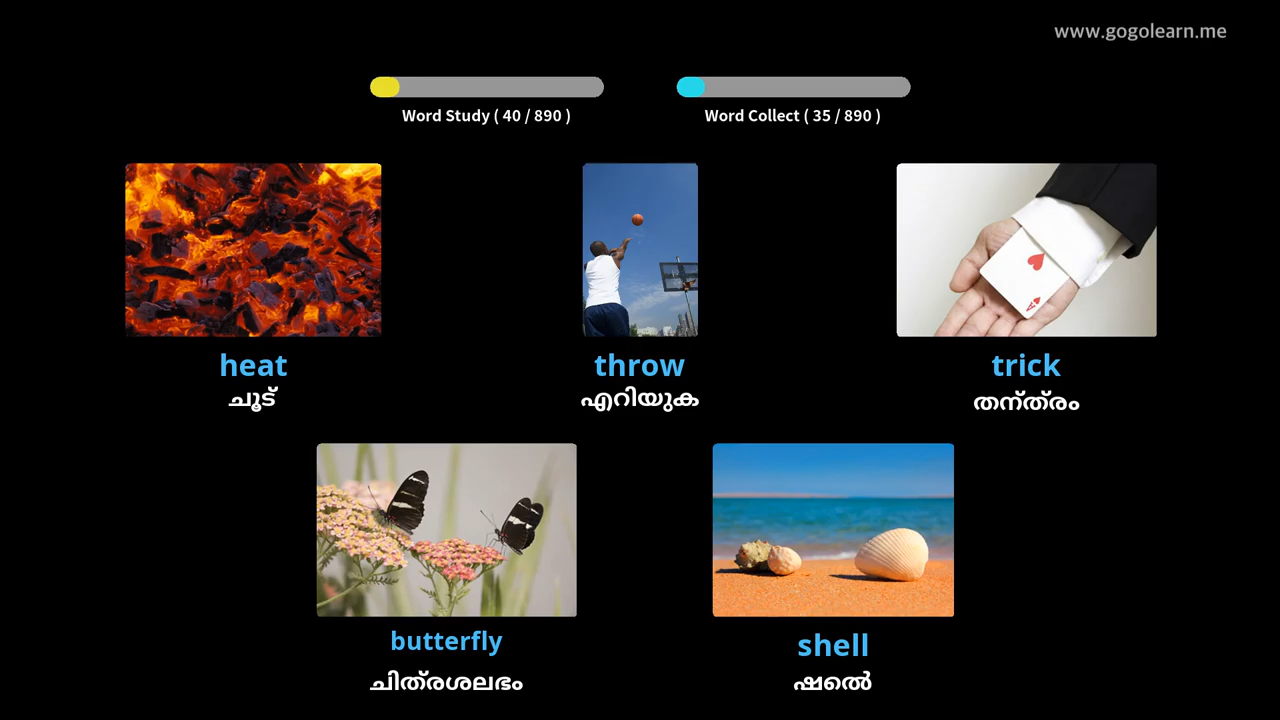 www.gogolearn.me
Word Study ( 40 / 890 )
Word Collect ( 35 / 890 )
heat
throw
trick
ചൂട്
എറിയുക
തന്ത്രം
butterfly
shell
ചിത്രശലഭം
ഷെൽ